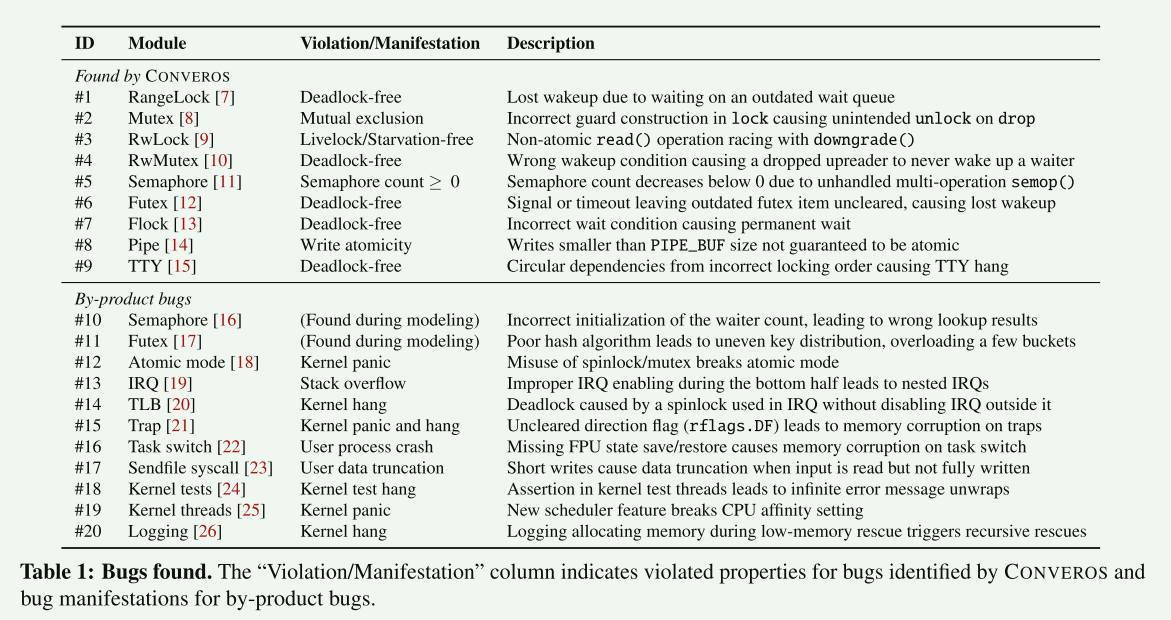 ID Module Violation/Manifestation Description
Found by CONVEROS
#1 RangeLock [7] Deadlock-free Lost wakeup due to waiting on an outdated wait queue
#2 Mutex [8] Mutual exclusion Incorrect guard construction in lock causing unintended unlock on drop
#3 RwLock [9] Livelock/Starvation-free Non-atomic read() operation racing with downgrade()
#4 RwMutex [10] Deadlock-free Wrong wakeup condition causing a dropped upreader to never wake up a waiter
#5 Semaphore [11] Semaphore count ≥ 0 Semaphore count decreases below 0 due to unhandled multi-operation semop()
#6 Futex [12] Deadlock-free Signal or timeout leaving outdated futex item uncleared, causing lost wakeup
#7 Flock [13] Deadlock-free Incorrect wait condition causing permanent wait
#8 Pipe [14] Write atomicity Writes smaller than PIPE_BUF size not guaranteed to be atomic
#9 TTY [15] Deadlock-free Circular dependencies from incorrect locking order causing TTY hang
By-product bugs
#10 Semaphore [16] (Found during modeling) Incorrect initialization of the waiter count, leading to wrong lookup results
#11 Futex [17] (Found during modeling) Poor hash algorithm leads to uneven key distribution, overloading a few buckets
#12 Atomic mode [18] Kernel panic Misuse of spinlock/mutex breaks atomic mode
#13 IRQ [19] Stack overflow Improper IRQ enabling during the bottom half leads to nested IRQs
#14 TLB [20] Kernel hang Deadlock caused by a spinlock used in IRQ without disabling IRQ outside it
#15 Trap [21] Kernel panic and hang Uncleared direction flag (rflags.DF) leads to memory corruption on traps
#16 Task switch [22] User process crash Missing FPU state save/restore causes memory corruption on task switch
#17 Sendfile syscall [23] User data truncation Short writes cause data truncation when input is read but not fully written
#18 Kernel tests [24] Kernel test hang Assertion in kernel test threads leads to infinite error message unwraps
#19 Kernel threads [25] Kernel panic New scheduler feature breaks CPU affinity setting
#20 Logging [26] Kernel hang Logging allocating memory during low-memory rescue triggers recursive rescues
Table 1: Bugs found. The “Violation/Manifestation” column indicates violated properties for bugs identified by CONVEROS and
bug manifestations for by-product bugs.